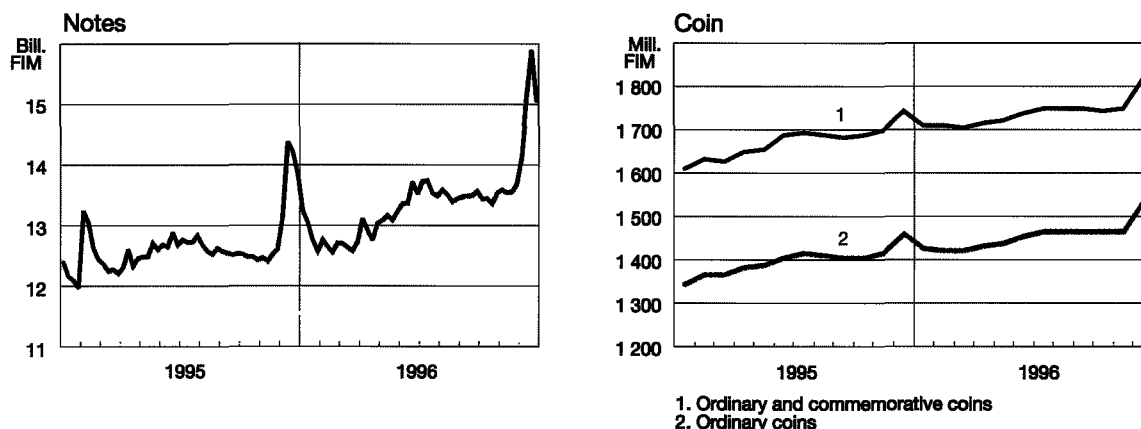 Notes
Bill.
FIM
15
14
13
12
11
1995 1996
Coin
Mill.
FIM
1 800
1 700
1 600
1 500
1 400
1 300
1 200
1
2
1995 1996
1. Ordinary and commemorative coins
2. Ordinary coins